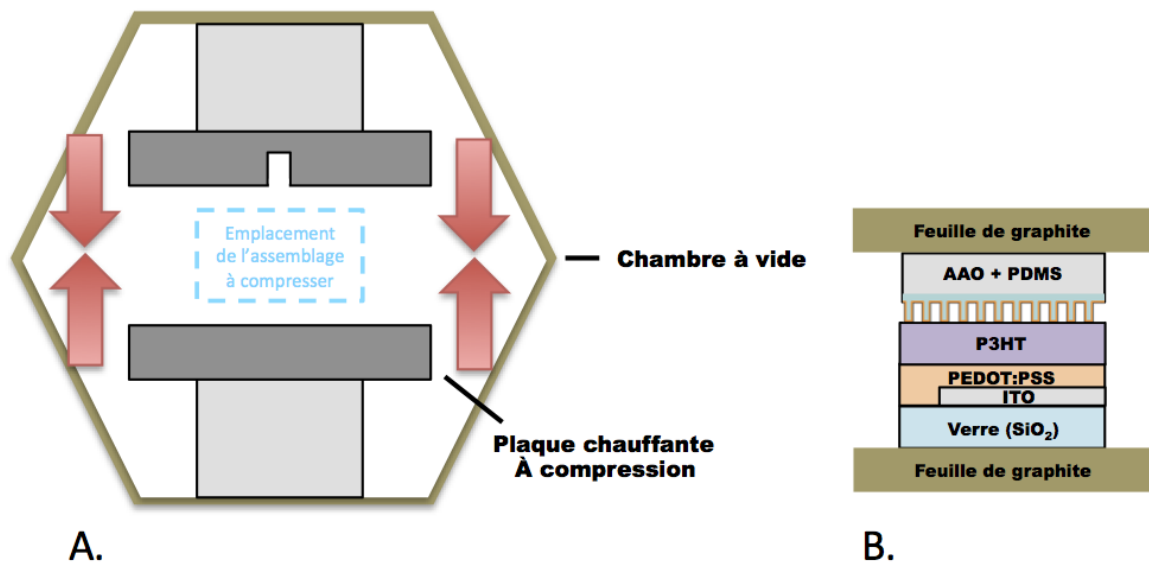 Emplacement
de l'assemblage
à compresser
Chambre à vide
Plaque chauffante
À compression
A.
Feuille de graphite
AAO + PDMS
P3HT
PEDOT:PSS
ITO
Verre (SiO₂)
Feuille de graphite
B.